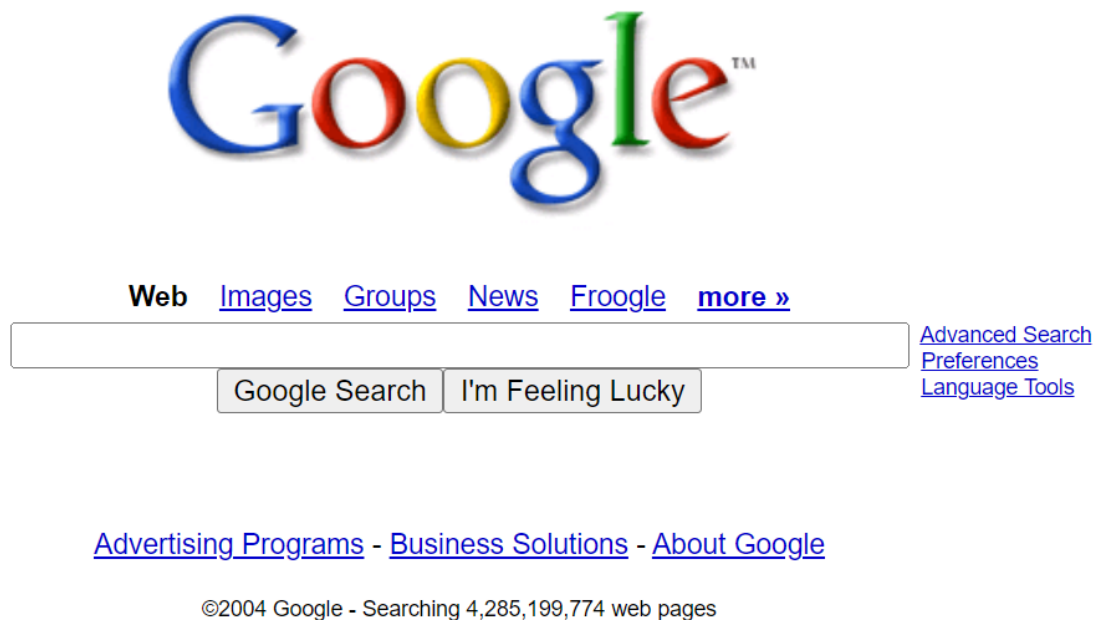 Google™
Web Images Groups News Froogle more »
Advanced Search
Preferences
Language Tools
Google Search I'm Feeling Lucky
Advertising Programs - Business Solutions - About Google
©2004 Google - Searching 4,285,199,774 web pages